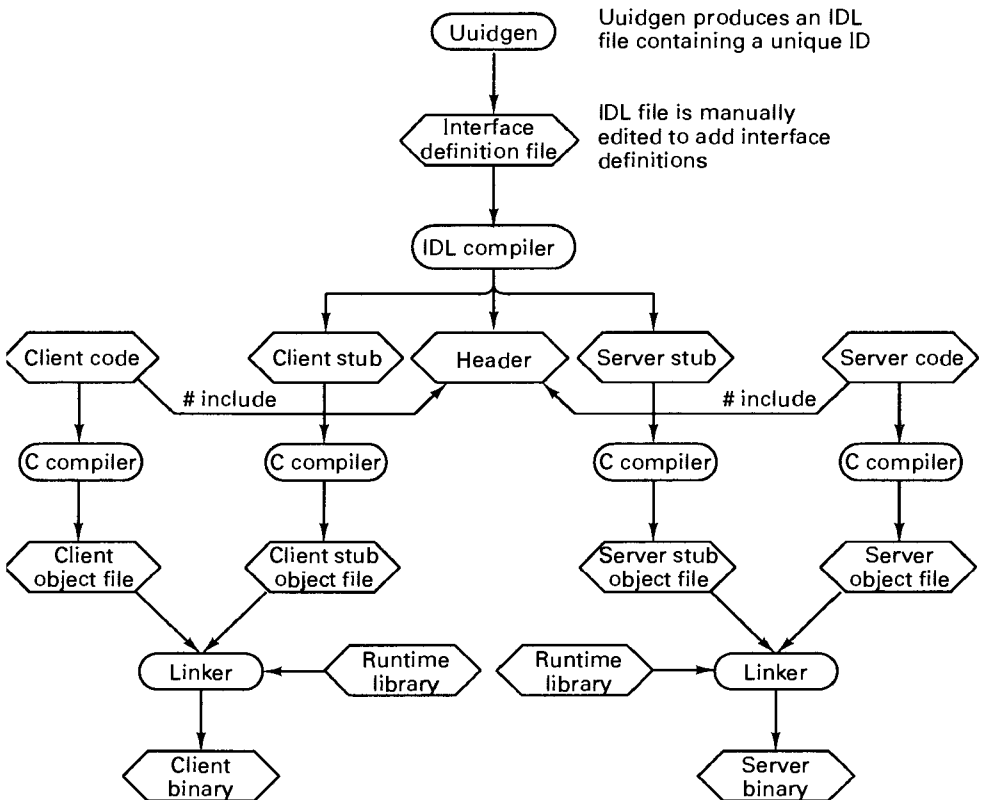 Uuidgen
Uuidgen produces an IDL
file containing a unique ID
Interface
definition file
IDL file is manually
edited to add interface
definitions
IDL compiler
Client code
Client stub
Header
Server stub
Server code
# include
# include
C compiler
C compiler
C compiler
C compiler
Client
object file
Client stub
object file
Server stub
object file
Server
object file
Linker
Runtime
library
Runtime
library
Linker
Client
binary
Server
binary